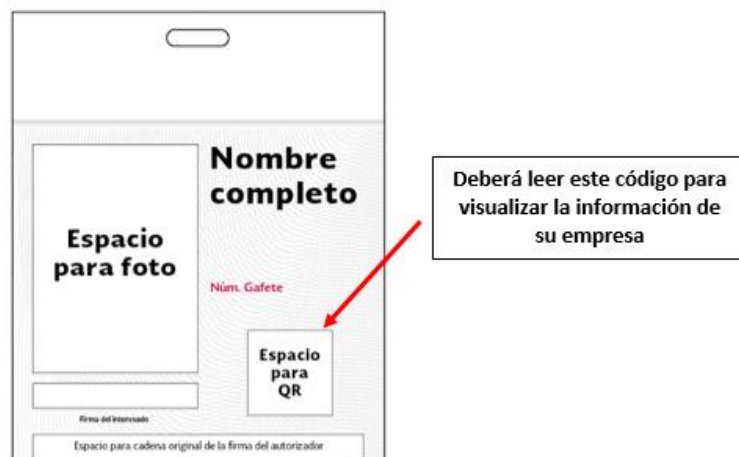 Nombre
completo
Espacio
para foto
Núm. Gafete
Espacio
para
QR
Firma del interesado
Espacio para cadena original de la firma del autorizador
Deberá leer este código para
visualizar la información de
su empresa